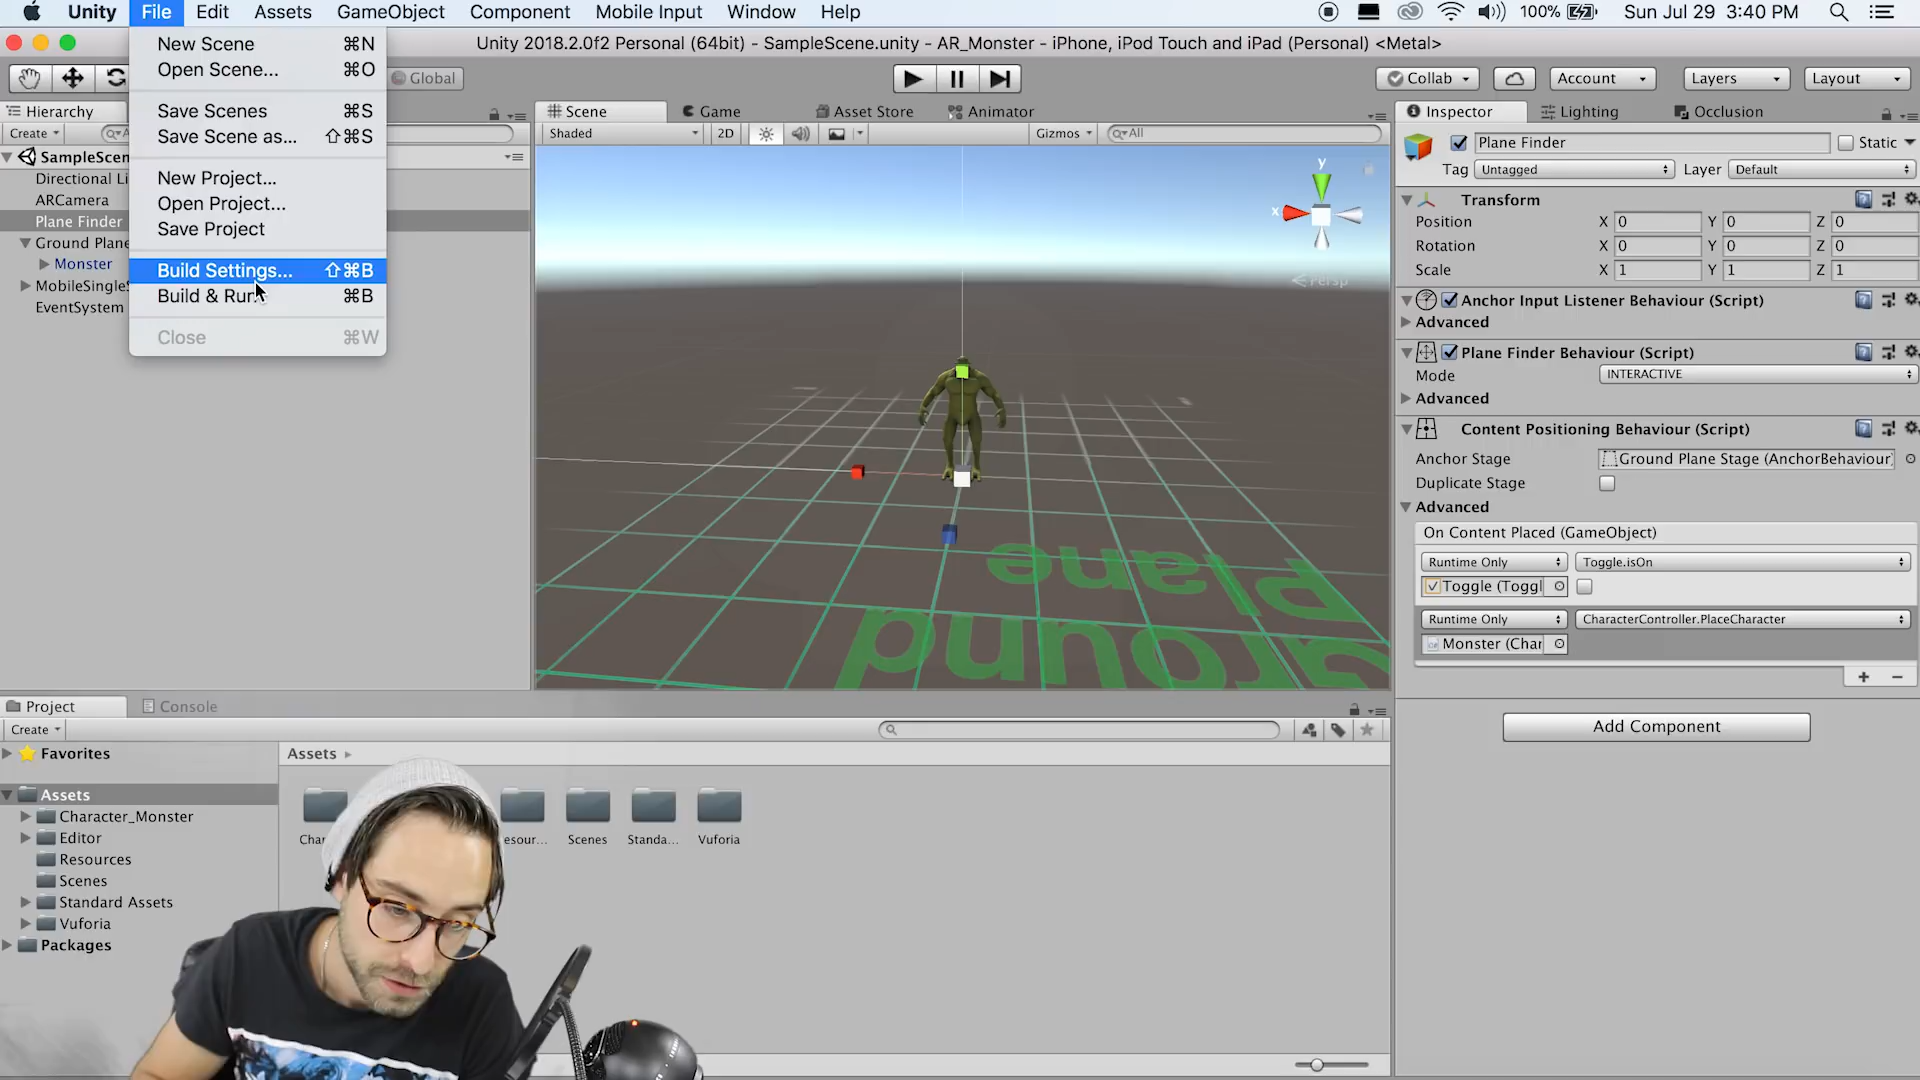 Unity File Edit Assets GameObject Component Mobile Input Window Help 100% Sun Jul 29 3:40 PM
Unity 2018.2.0f2 Personal (64bit) - SampleScene.unity - AR_Monster - iPhone, iPod Touch and iPad (Personal) <Metal>
New Scene ⌘N
Open Scene... ⌘O
Save Scenes ⌘S
Save Scene as... ⇧⌘S
New Project...
Open Project...
Save Project
Build Settings... ⇧⌘B
Build & Run ⌘B
Close ⌘W
Global
Collab Account Layers Layout
Hierarchy
Create
SampleScen
Directional Li
ARCamera
Plane Finder
Ground Plane
Monster
MobileSingleS
EventSystem
Scene Game Asset Store Animator
Shaded 2D Gizmos All
y
x
Persp
Ground
Plane
Inspector Lighting Occlusion
Plane Finder Static
Tag Untagged Layer Default
Transform
Position X 0 Y 0 Z 0
Rotation X 0 Y 0 Z 0
Scale X 1 Y 1 Z 1
Anchor Input Listener Behaviour (Script)
Advanced
Plane Finder Behaviour (Script)
Mode INTERACTIVE
Advanced
Content Positioning Behaviour (Script)
Anchor Stage Ground Plane Stage (AnchorBehaviour)
Duplicate Stage
Advanced
On Content Placed (GameObject)
Runtime Only Toggle.isOn
Toggle (Toggl
Runtime Only CharacterController.PlaceCharacter
Monster (Char
+ −
Add Component
Project Console
Create
Favorites
Assets
Character_Monster
Editor
Resources
Scenes
Standard Assets
Vuforia
Packages
Assets
Cha esour... Scenes Standa... Vuforia